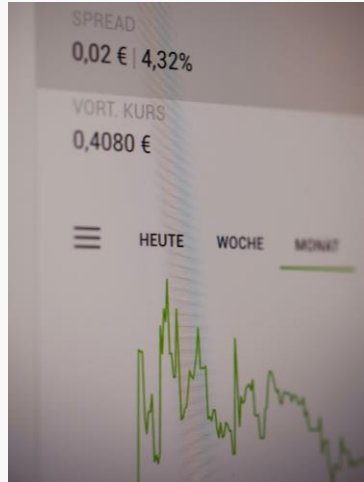 SPREAD
0,02 € | 4,32%
VORT. KURS
0,4080 €
HEUTE WOCHE MONAT